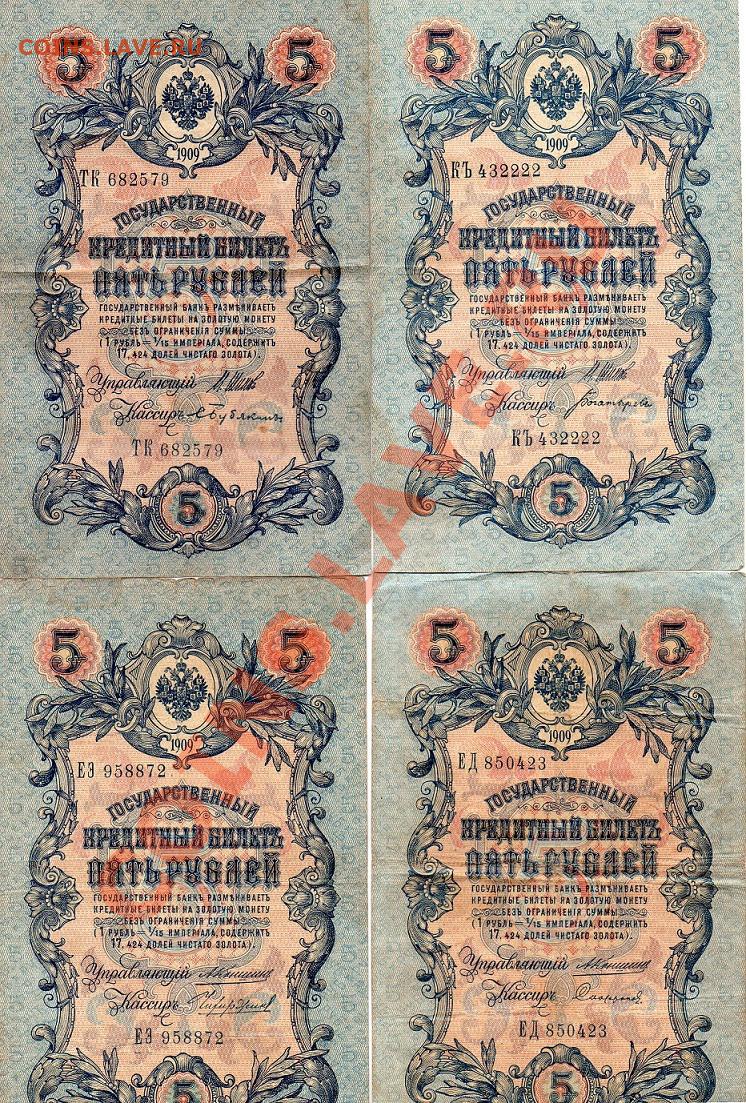 COINS.LAVE.RU
5 5
1909
ТК 682579
ГОСУДАРСТВЕННЫЙ
КРЕДИТНЫЙ БИЛЕТЪ
ПЯТЬ РУБЛЕЙ
ГОСУДАРСТВЕННЫЙ БАНКЪ РАЗМѢНИВАЕТЪ
КРЕДИТНЫЕ БИЛЕТЫ НА ЗОЛОТУЮ МОНЕТУ
БЕЗЪ ОГРАНИЧЕНІЯ СУММЫ
(1 РУБЛЬ = 1/15 ИМПЕРІАЛА, СОДЕРЖИТЪ
17,424 ДОЛЕЙ ЧИСТАГО ЗОЛОТА).
Управляющій
Кассиръ
ТК 682579
5
5 5
1909
КЪ 432222
ГОСУДАРСТВЕННЫЙ
КРЕДИТНЫЙ БИЛЕТЪ
ПЯТЬ РУБЛЕЙ
ГОСУДАРСТВЕННЫЙ БАНКЪ РАЗМѢНИВАЕТЪ
КРЕДИТНЫЕ БИЛЕТЫ НА ЗОЛОТУЮ МОНЕТУ
БЕЗЪ ОГРАНИЧЕНІЯ СУММЫ
(1 РУБЛЬ = 1/15 ИМПЕРІАЛА, СОДЕРЖИТЪ
17,424 ДОЛЕЙ ЧИСТАГО ЗОЛОТА).
Управляющій
Кассиръ
КЪ 432222
5
5 5
1909
ЕЭ 958872
ГОСУДАРСТВЕННЫЙ
КРЕДИТНЫЙ БИЛЕТЪ
ПЯТЬ РУБЛЕЙ
ГОСУДАРСТВЕННЫЙ БАНКЪ РАЗМѢНИВАЕТЪ
КРЕДИТНЫЕ БИЛЕТЫ НА ЗОЛОТУЮ МОНЕТУ
БЕЗЪ ОГРАНИЧЕНІЯ СУММЫ
(1 РУБЛЬ = 1/15 ИМПЕРІАЛА, СОДЕРЖИТЪ
17,424 ДОЛЕЙ ЧИСТАГО ЗОЛОТА).
Управляющій
Кассиръ
ЕЭ 958872
5
5 5
1909
ЕД 850423
ГОСУДАРСТВЕННЫЙ
КРЕДИТНЫЙ БИЛЕТЪ
ПЯТЬ РУБЛЕЙ
ГОСУДАРСТВЕННЫЙ БАНКЪ РАЗМѢНИВАЕТЪ
КРЕДИТНЫЕ БИЛЕТЫ НА ЗОЛОТУЮ МОНЕТУ
БЕЗЪ ОГРАНИЧЕНІЯ СУММЫ
(1 РУБЛЬ = 1/15 ИМПЕРІАЛА, СОДЕРЖИТЪ
17,424 ДОЛЕЙ ЧИСТАГО ЗОЛОТА).
Управляющій
Кассиръ
ЕД 850423
5